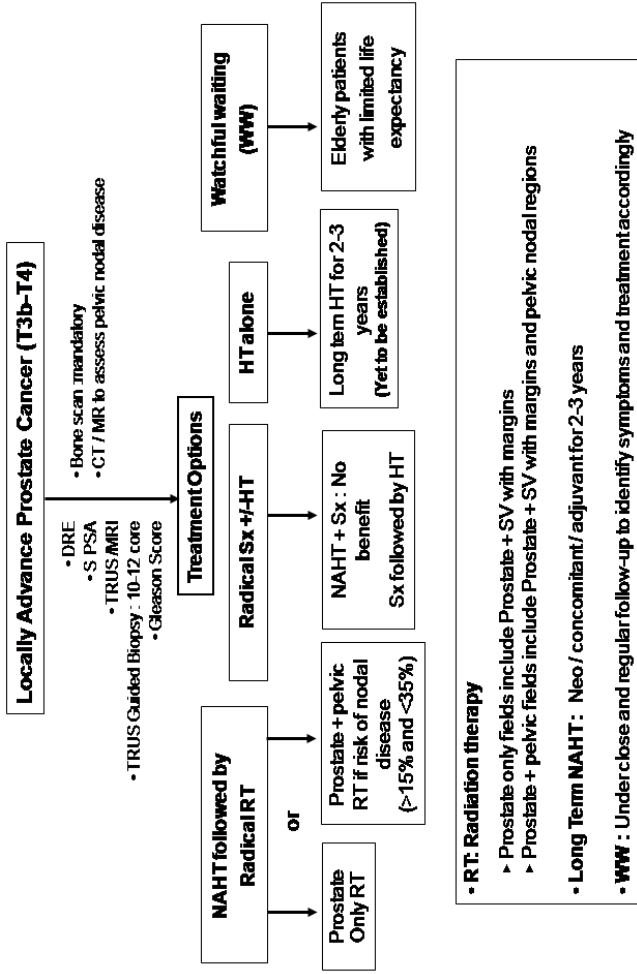 Locally Advance Prostate Cancer (T3b-T4)
• DRE
• S PSA
• TRUS/MRI
• TRUS Guided Biopsy : 10-12 core
• Gleason Score
• Bone scan mandatory
• CT / MR to assess pelvic nodal disease
Treatment Options
NAHT followed by
Radical RT
Radical Sx +/-HT
HT alone
Watchful waiting
(WW)
Prostate
Only RT
or
Prostate + pelvic
RT if risk of nodal
disease
(>15% and <35%)
NAHT + Sx : No
benefit
Sx followed by HT
Long term HT for 2-3
years
(Yet to be established)
Elderly patients
with limited life
expectancy
• RT: Radiation therapy
► Prostate only fields include Prostate + SV with margins
► Prostate + pelvic fields include Prostate + SV with margins and pelvic nodal regions
• Long Term NAHT : Neo / concomitant / adjuvant for 2-3 years
• WW : Under close and regular follow-up to identify symptoms and treatment accordingly